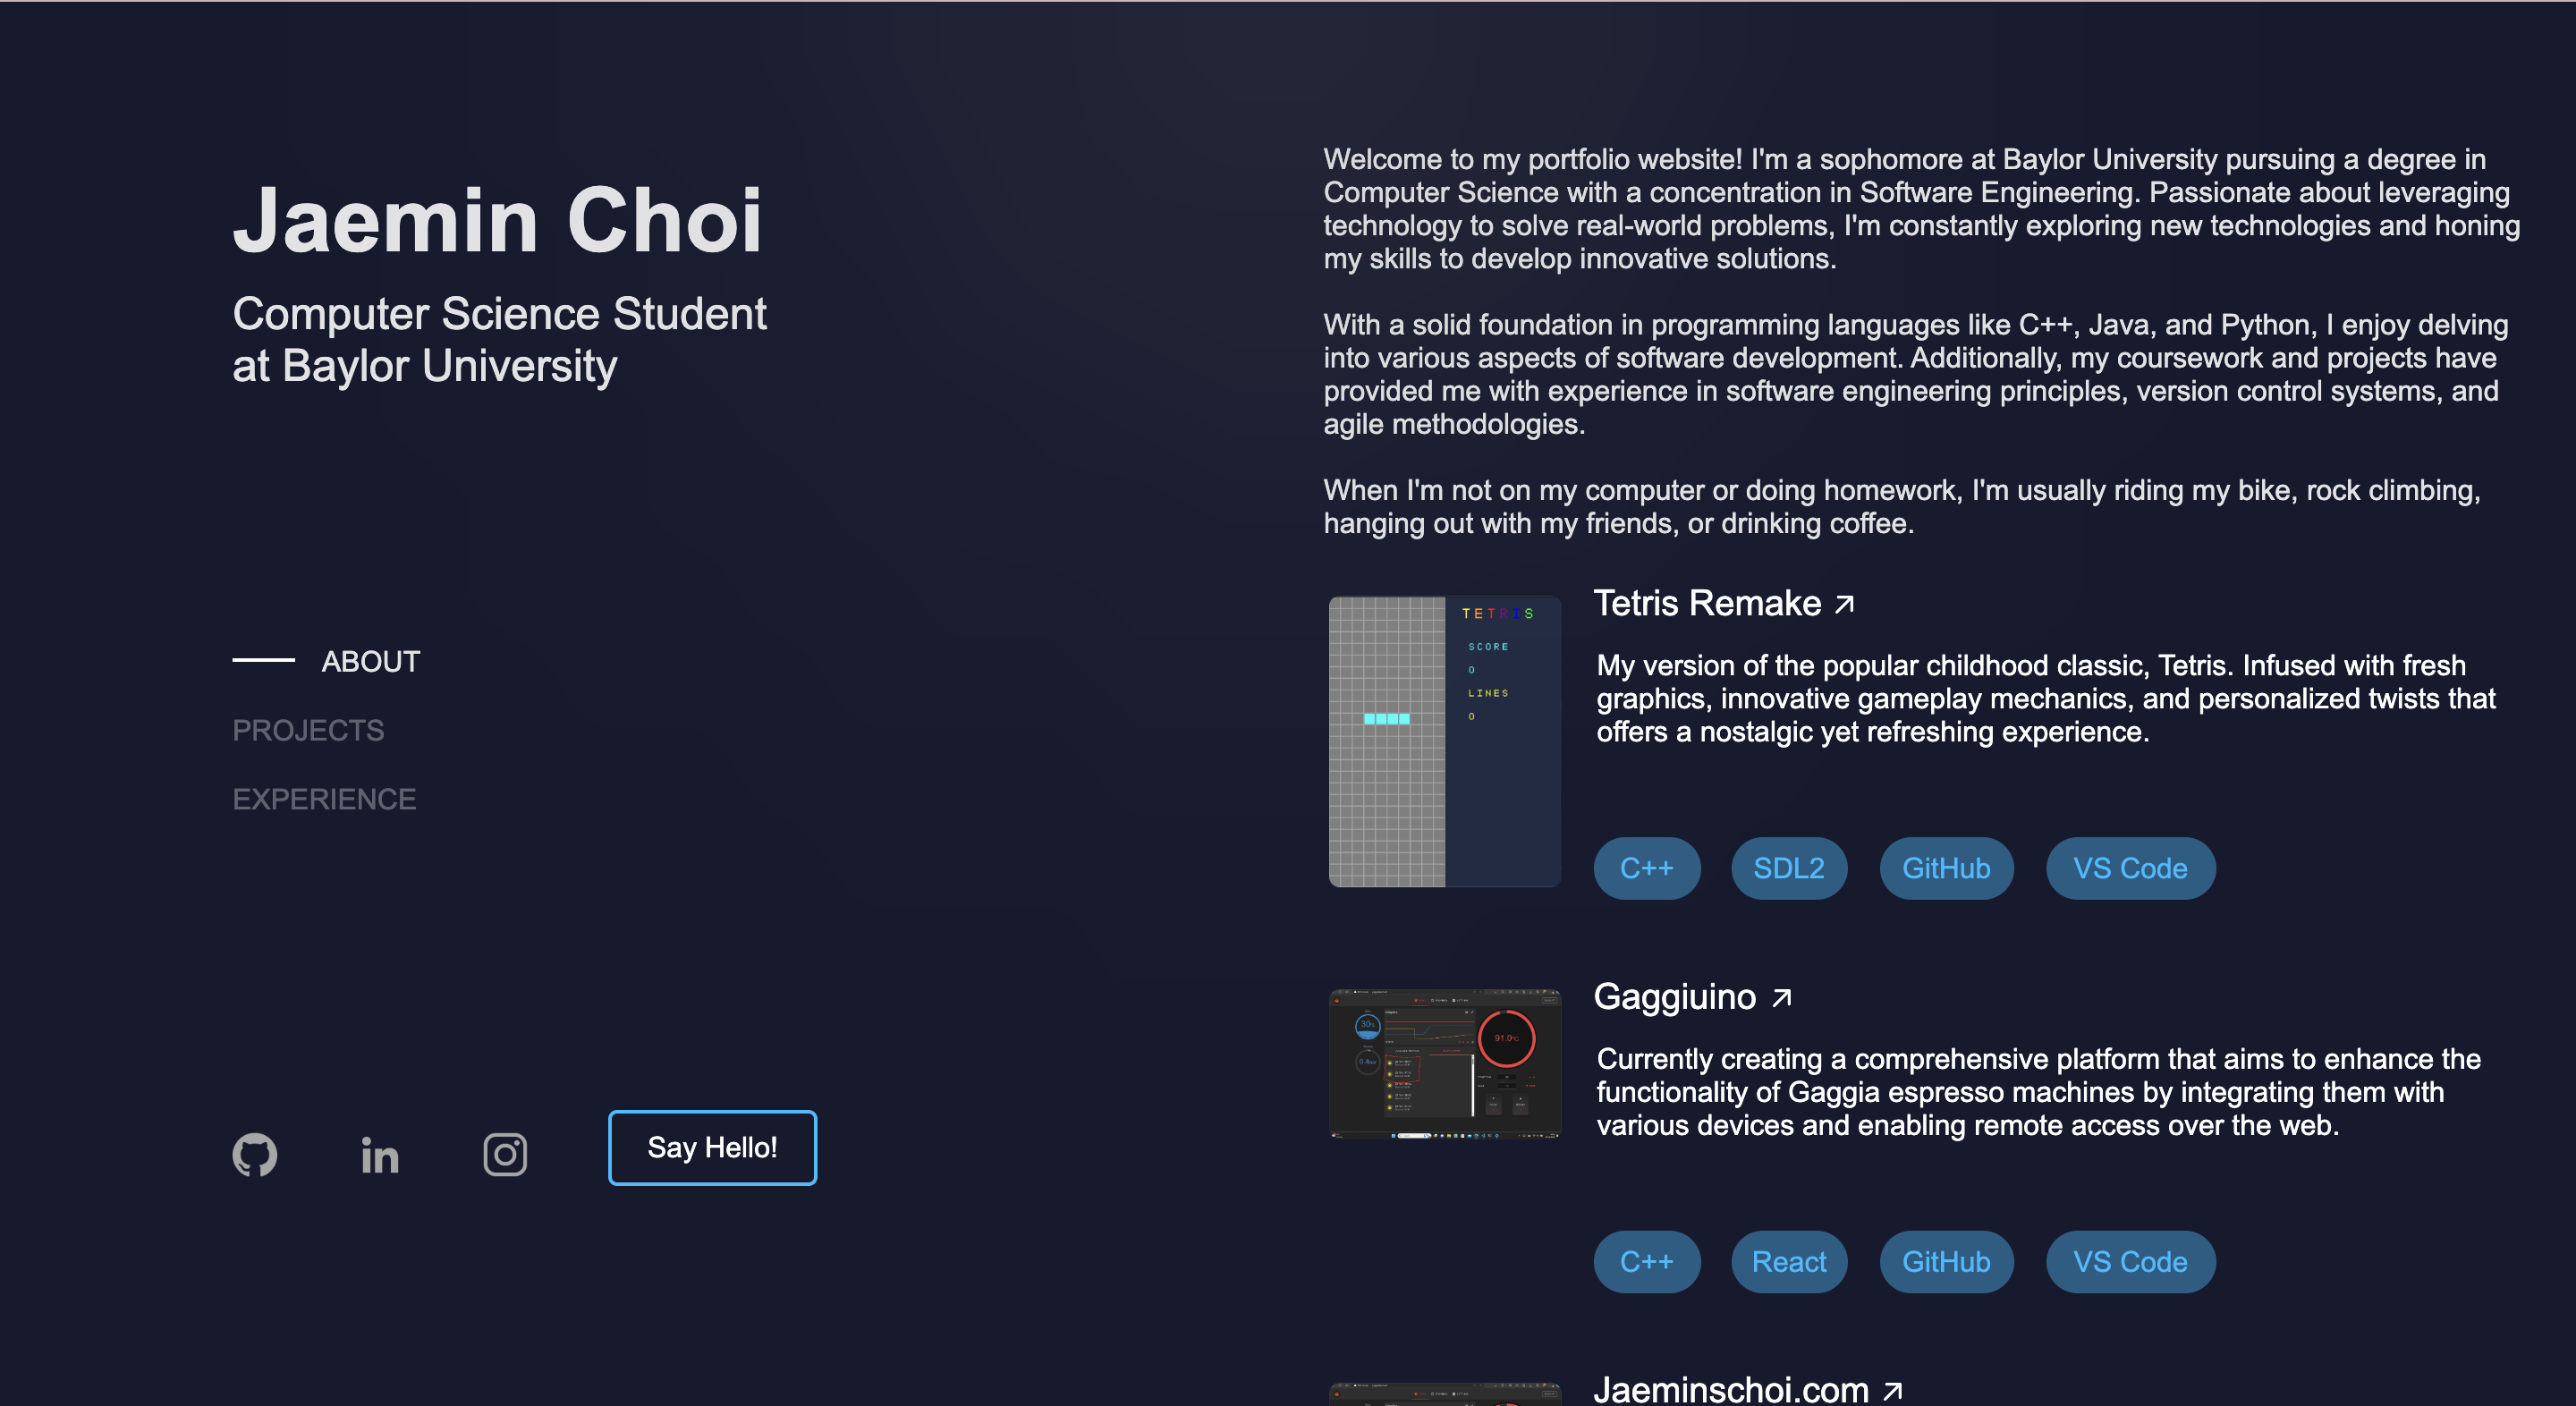 Jaemin Choi
Computer Science Student
at Baylor University
ABOUT
PROJECTS
EXPERIENCE
Say Hello!
Welcome to my portfolio website! I'm a sophomore at Baylor University pursuing a degree in
Computer Science with a concentration in Software Engineering. Passionate about leveraging
technology to solve real-world problems, I'm constantly exploring new technologies and honing
my skills to develop innovative solutions.
With a solid foundation in programming languages like C++, Java, and Python, I enjoy delving
into various aspects of software development. Additionally, my coursework and projects have
provided me with experience in software engineering principles, version control systems, and
agile methodologies.
When I'm not on my computer or doing homework, I'm usually riding my bike, rock climbing,
hanging out with my friends, or drinking coffee.
TETRIS
SCORE
0
LINES
0
Tetris Remake
My version of the popular childhood classic, Tetris. Infused with fresh
graphics, innovative gameplay mechanics, and personalized twists that
offers a nostalgic yet refreshing experience.
C++ SDL2 GitHub VS Code
91.0°C
Gaggiuino
Currently creating a comprehensive platform that aims to enhance the
functionality of Gaggia espresso machines by integrating them with
various devices and enabling remote access over the web.
C++ React GitHub VS Code
Jaeminschoi.com